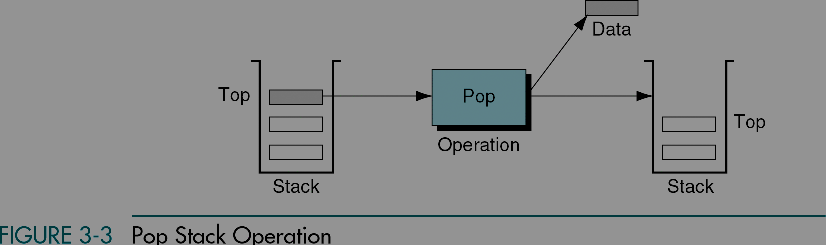 Data
Top
Pop
Top
Operation
Stack
Stack
FIGURE 3-3 Pop Stack Operation